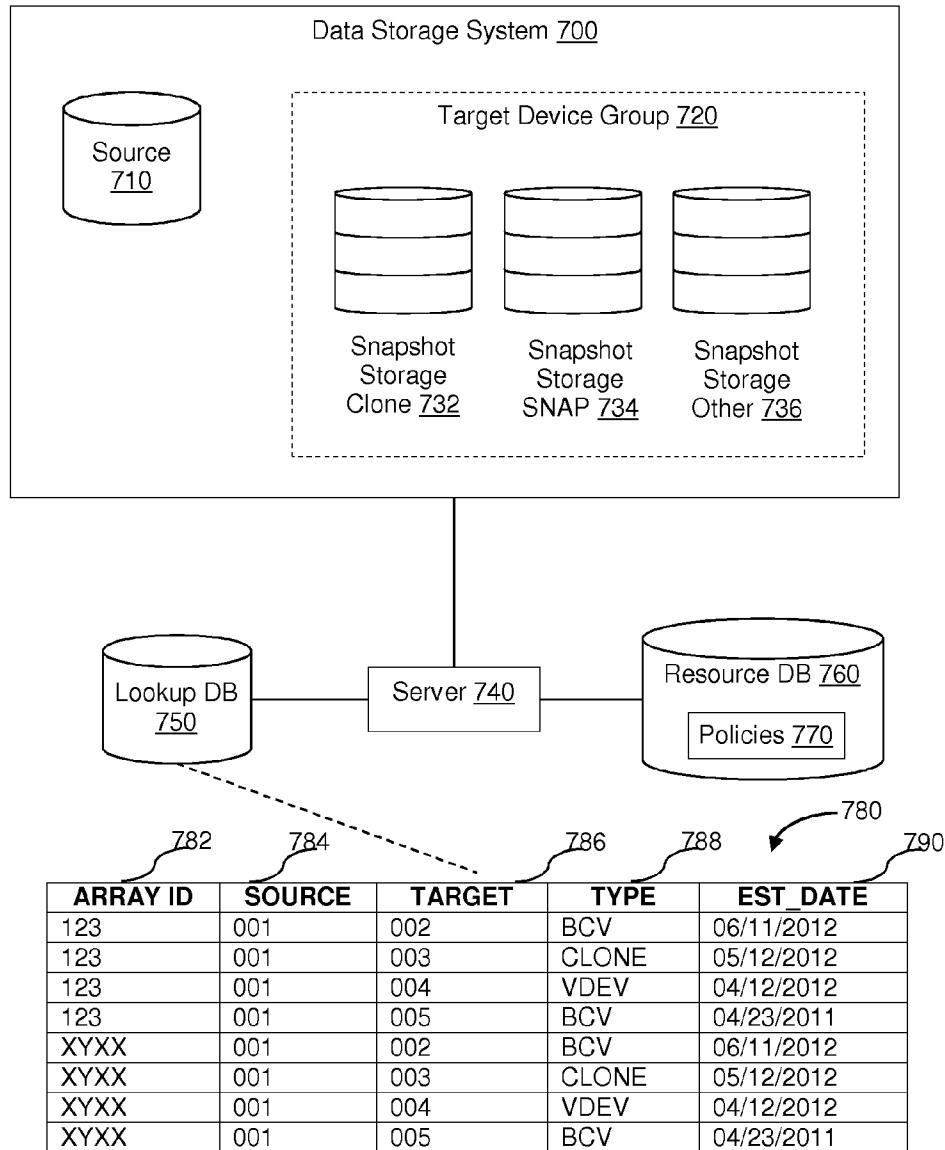 Data Storage System 700
Target Device Group 720
Source
710
Snapshot
Storage
Clone 732
Snapshot
Storage
SNAP 734
Snapshot
Storage
Other 736
Lookup DB
750
Server 740
Resource DB 760
Policies 770
780
782 784 786 788 790
ARRAY ID SOURCE TARGET TYPE EST_DATE
123 001 002 BCV 06/11/2012
123 001 003 CLONE 05/12/2012
123 001 004 VDEV 04/12/2012
123 001 005 BCV 04/23/2011
XYXX 001 002 BCV 06/11/2012
XYXX 001 003 CLONE 05/12/2012
XYXX 001 004 VDEV 04/12/2012
XYXX 001 005 BCV 04/23/2011